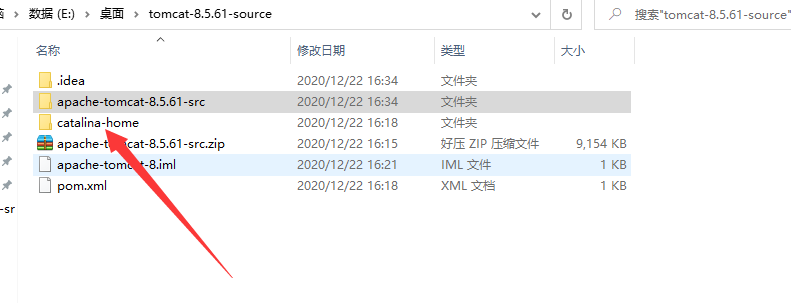 数据 (E:) > 桌面 > tomcat-8.5.61-source 搜索"tomcat-8.5.61-source"
名称 修改日期 类型 大小
.idea 2020/12/22 16:34 文件夹
apache-tomcat-8.5.61-src 2020/12/22 16:34 文件夹
catalina-home 2020/12/22 16:18 文件夹
apache-tomcat-8.5.61-src.zip 2020/12/22 16:15 好压 ZIP 压缩文件 9,154 KB
apache-tomcat-8.iml 2020/12/22 16:21 IML 文件 1 KB
pom.xml 2020/12/22 16:18 XML 文档 1 KB
-sr